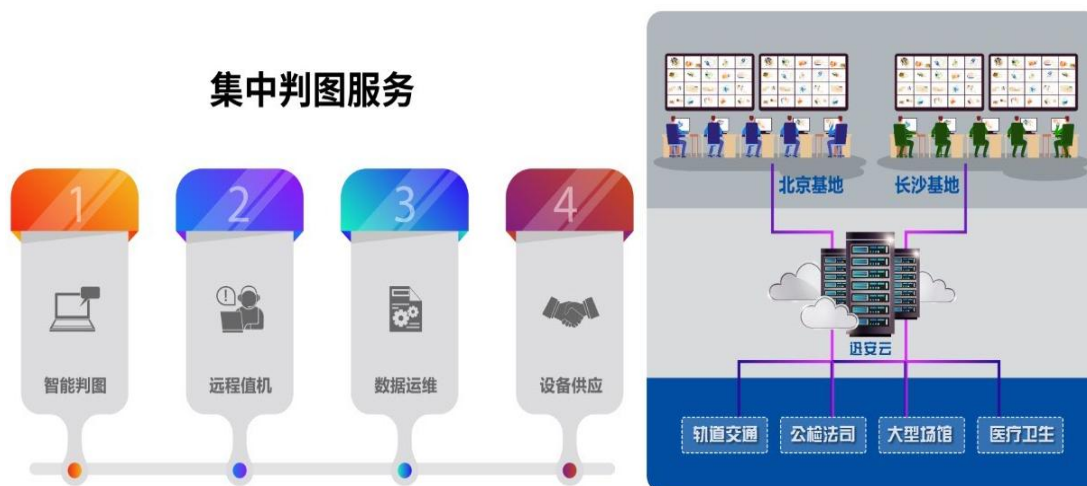 集中判图服务
1
2
3
4
智能判图
远程值机
数据运维
设备供应
北京基地
长沙基地
迅安云
轨道交通
公检法司
大型场馆
医疗卫生